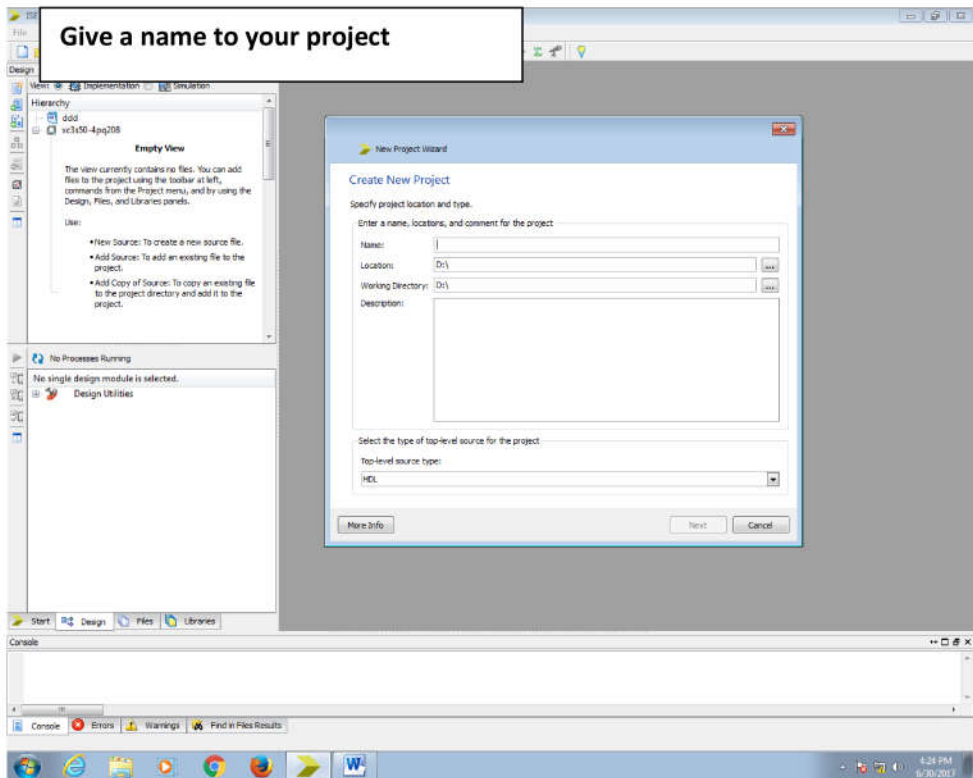 Give a name to your project
ISE
File
Design
View: Implementation Simulation
Hierarchy
ddd
xc3s50-4pq208
Empty View
The view currently contains no files. You can add
files to the project using the toolbar at left,
commands from the Project menu, and by using the
Design, Files, and Libraries panels.
Use:
•New Source: To create a new source file.
•Add Source: To add an existing file to the
project.
•Add Copy of Source: To copy an existing file
to the project directory and add it to the
project.
No Processes Running
No single design module is selected.
Design Utilities
Start Design Files Libraries
New Project Wizard
Create New Project
Specify project location and type.
Enter a name, locations, and comment for the project
Name:
Location: D:\
...
Working Directory: D:\
...
Description:
Select the type of top-level source for the project
Top-level source type:
HDL
More Info Next Cancel
Console
Console Errors Warnings Find in Files Results
W
4:24 PM
6/30/2017